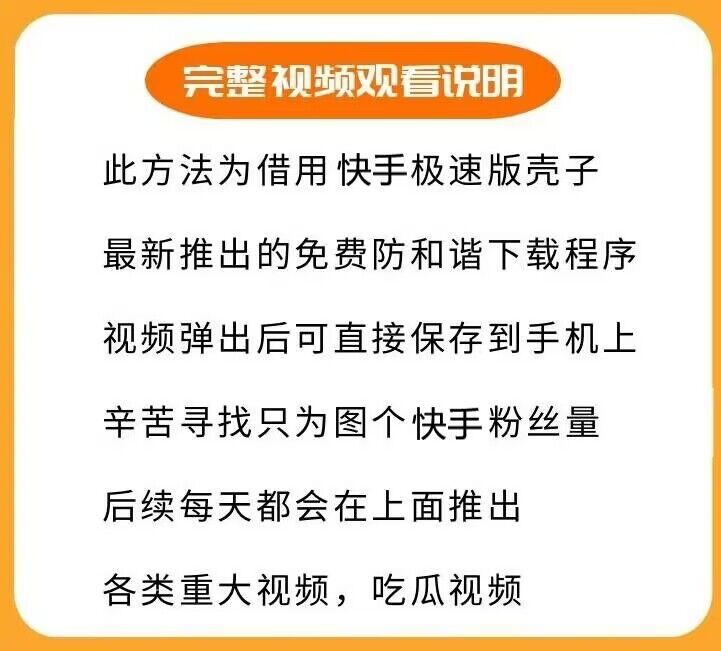 完整视频观看说明
此方法为借用快手极速版壳子
最新推出的免费防和谐下载程序
视频弹出后可直接保存到手机上
辛苦寻找只为图个快手粉丝量
后续每天都会在上面推出
各类重大视频，吃瓜视频